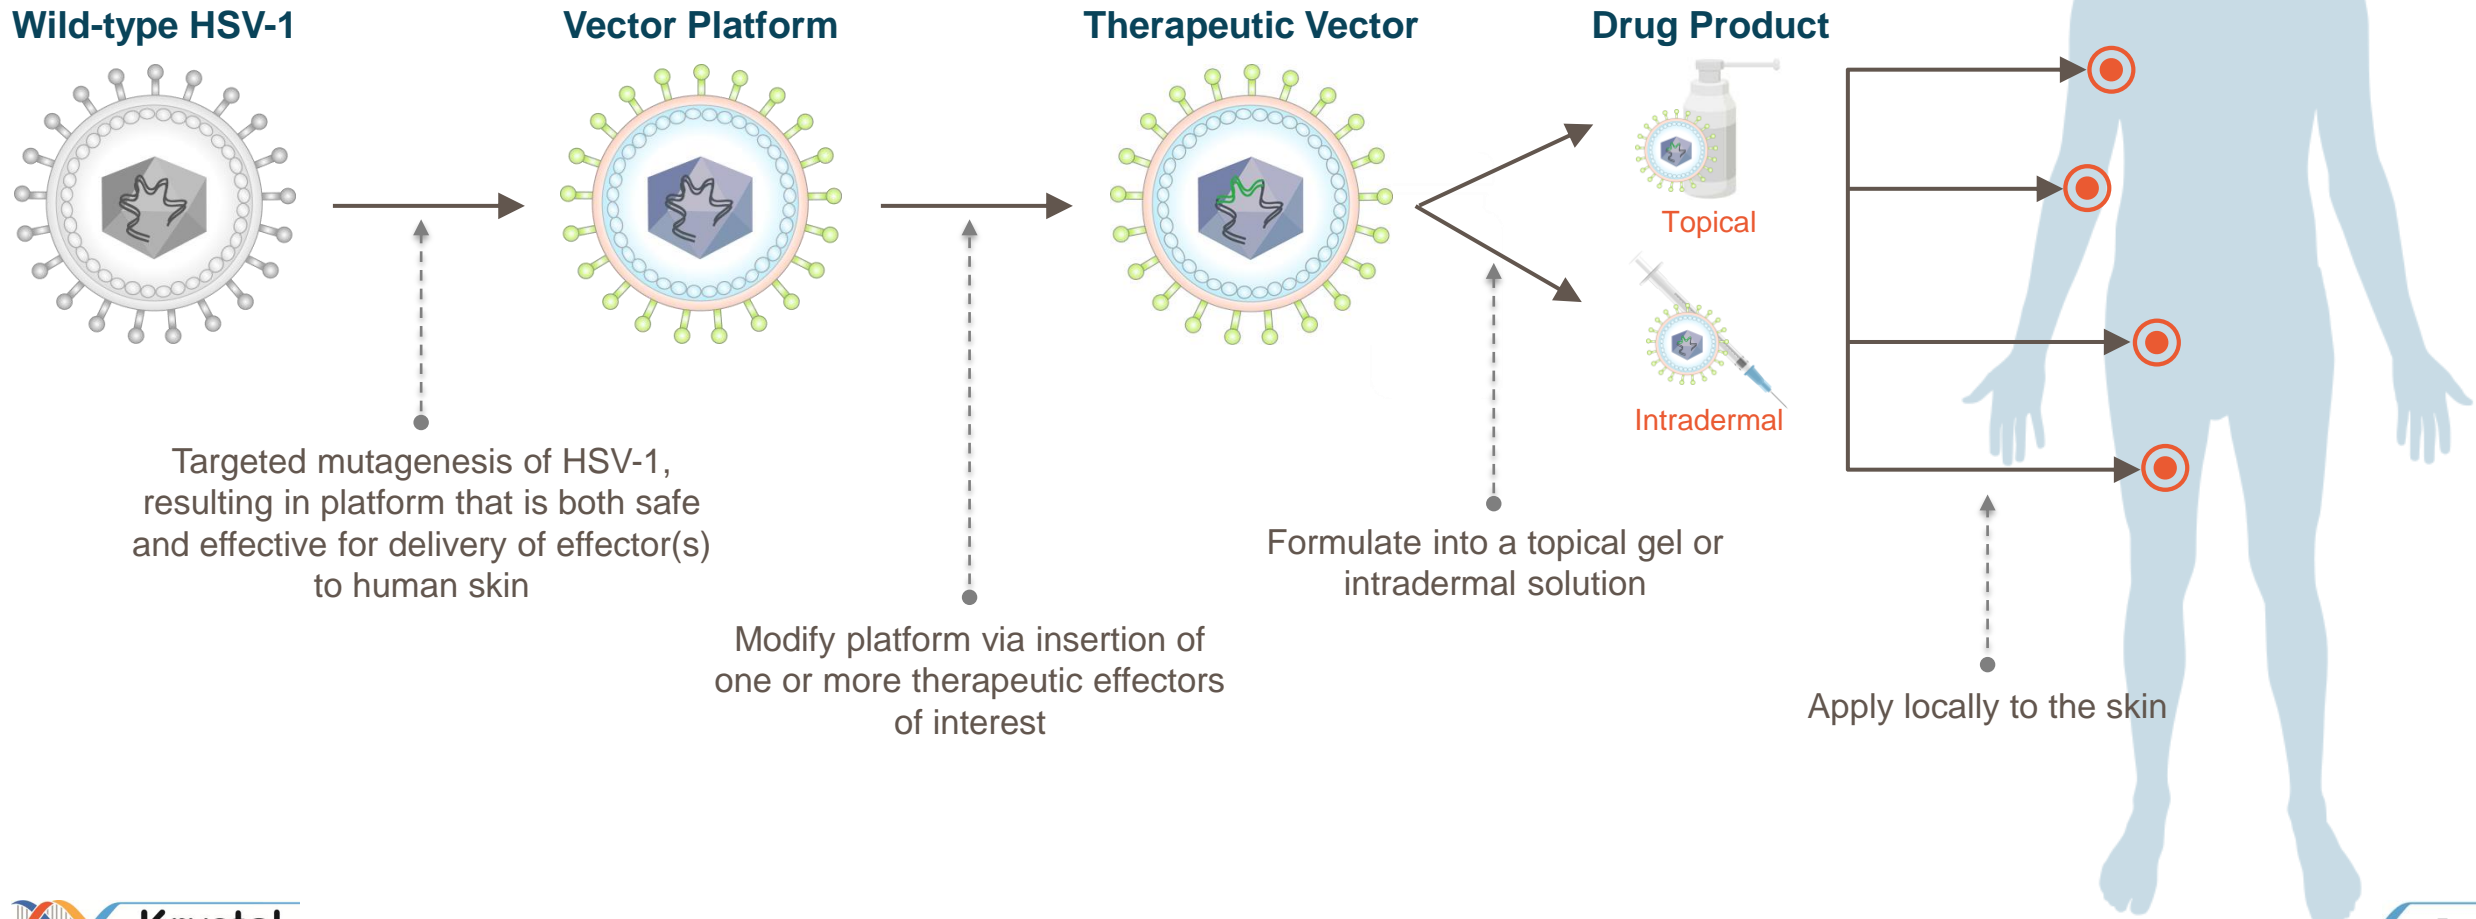 Wild-type HSV-1
Vector Platform
Therapeutic Vector
Drug Product
Topical
Intradermal
Targeted mutagenesis of HSV-1,
resulting in platform that is both safe
and effective for delivery of effector(s)
to human skin
Modify platform via insertion of
one or more therapeutic effectors
of interest
Formulate into a topical gel or
intradermal solution
Apply locally to the skin
Krystal